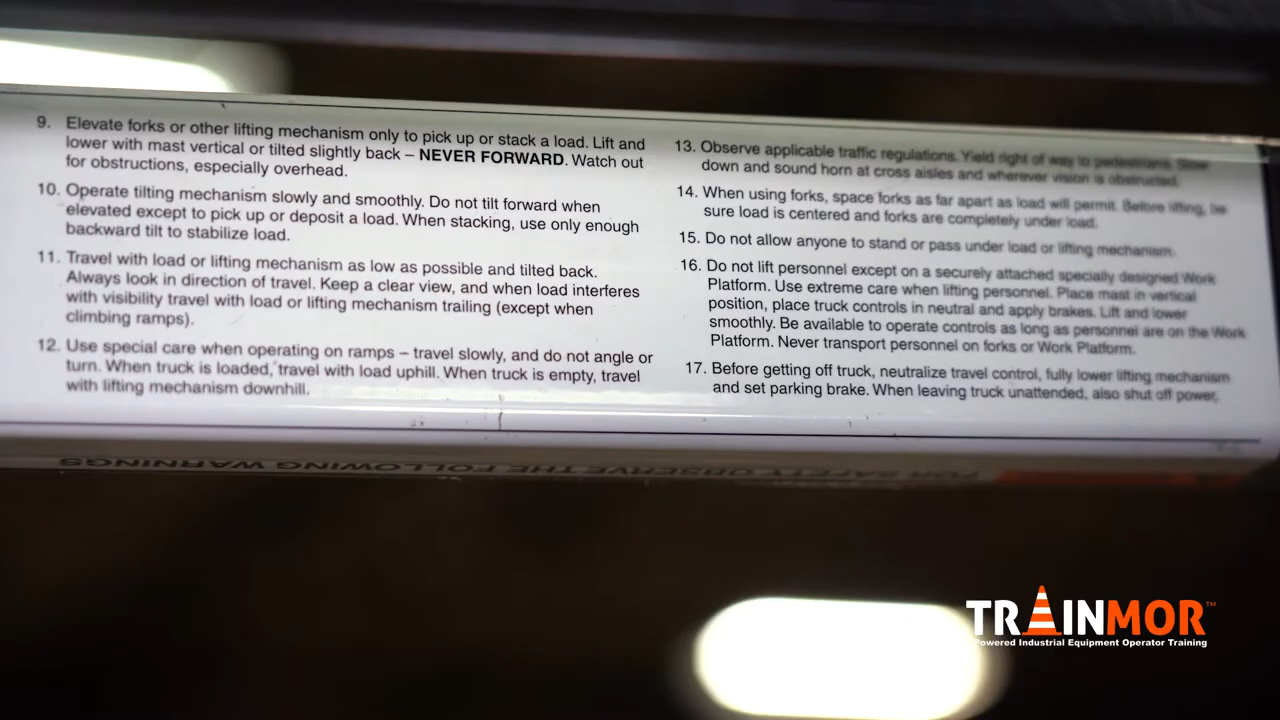 9. Elevate forks or other lifting mechanism only to pick up or stack a load. Lift and
lower with mast vertical or tilted slightly back – NEVER FORWARD. Watch out
for obstructions, especially overhead.
10. Operate tilting mechanism slowly and smoothly. Do not tilt forward when
elevated except to pick up or deposit a load. When stacking, use only enough
backward tilt to stabilize load.
11. Travel with load or lifting mechanism as low as possible and tilted back.
Always look in direction of travel. Keep a clear view, and when load interferes
with visibility travel with load or lifting mechanism trailing (except when
climbing ramps).
12. Use special care when operating on ramps – travel slowly, and do not angle or
turn. When truck is loaded, travel with load uphill. When truck is empty, travel
with lifting mechanism downhill.
13. Observe applicable traffic regulations. Yield right of way to pedestrians. Slow
down and sound horn at cross aisles and wherever vision is obstructed.
14. When using forks, space forks as far apart as load will permit. Before lifting, be
sure load is centered and forks are completely under load.
15. Do not allow anyone to stand or pass under load or lifting mechanism.
16. Do not lift personnel except on a securely attached specially designed Work
Platform. Use extreme care when lifting personnel. Place mast in vertical
position, place truck controls in neutral and apply brakes. Lift and lower
smoothly. Be available to operate controls as long as personnel are on the Work
Platform. Never transport personnel on forks or Work Platform.
17. Before getting off truck, neutralize travel control, fully lower lifting mechanism
and set parking brake. When leaving truck unattended, also shut off power.
FOR SAFETY OBSERVE THE FOLLOWING WARNINGS
TRAINMOR™
Powered Industrial Equipment Operator Training